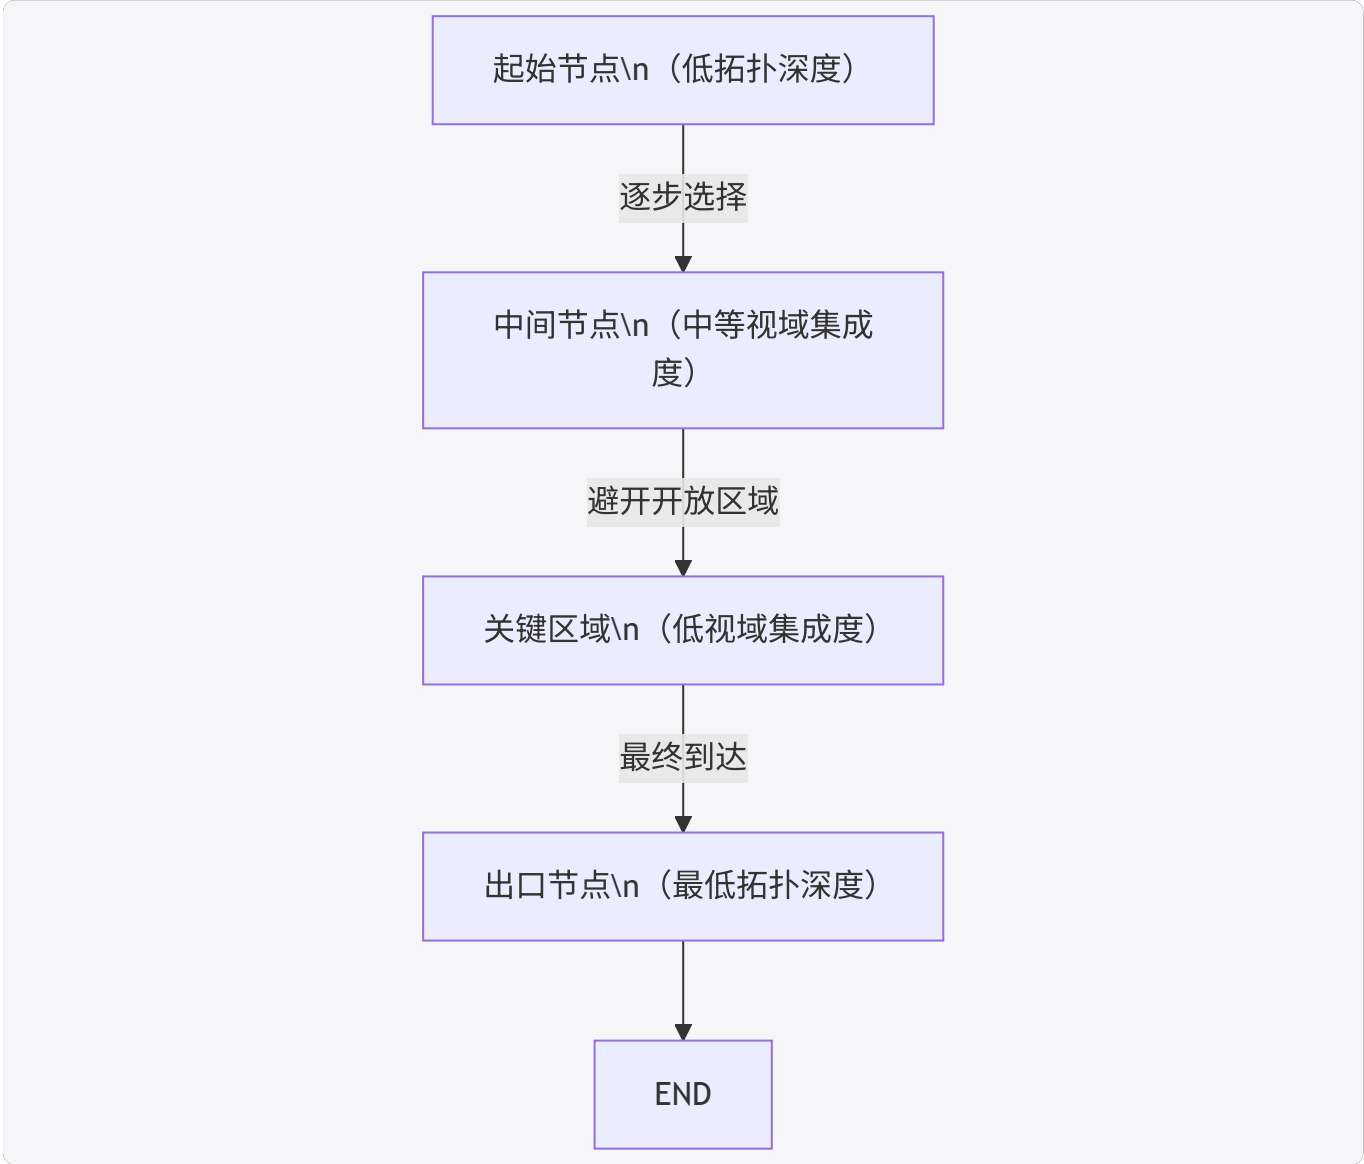 起始节点\n（低拓扑深度）
逐步选择
中间节点\n（中等视域集成
度）
避开开放区域
关键区域\n（低视域集成度）
最终到达
出口节点\n（最低拓扑深度）
END